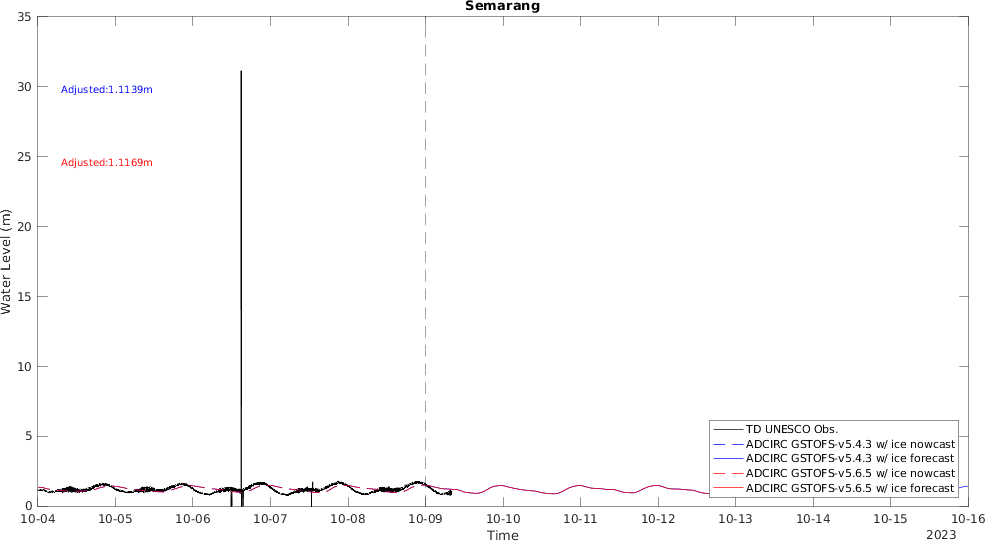 Semarang
35
30
25
20
15
10
5
0
Water Level (m)
Adjusted:1.1139m
Adjusted:1.1169m
TD UNESCO Obs.
ADCIRC GSTOFS-v5.4.3 w/ ice nowcast
ADCIRC GSTOFS-v5.4.3 w/ ice forecast
ADCIRC GSTOFS-v5.6.5 w/ ice nowcast
ADCIRC GSTOFS-v5.6.5 w/ ice forecast
10-04 10-05 10-06 10-07 10-08 10-09 10-10 10-11 10-12 10-13 10-14 10-15 10-16
Time
2023